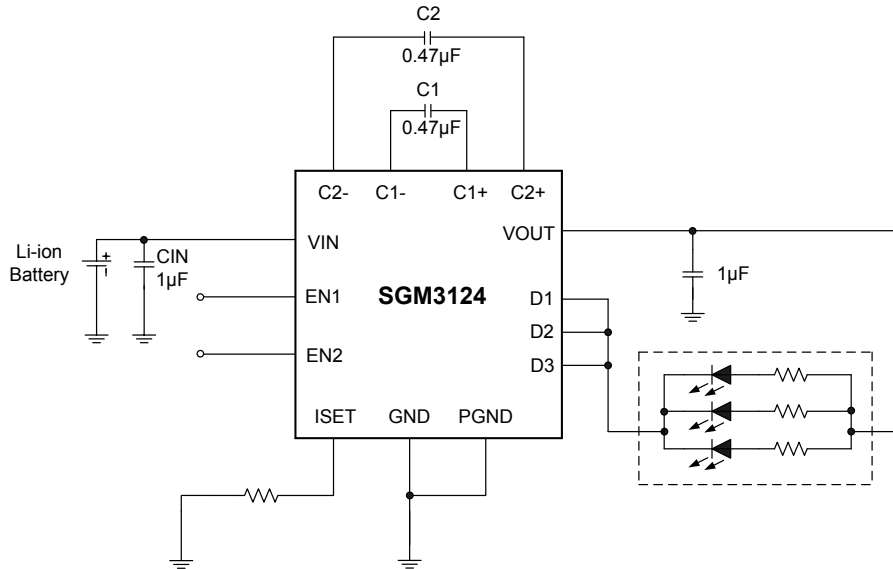 C2
0.47µF
C1
0.47µF
C2-
C1-
C1+
C2+
VIN
VOUT
Li-ion
Battery
+
-
CIN
1µF
1µF
EN1
SGM3124
D1
EN2
D2
D3
ISET
GND
PGND